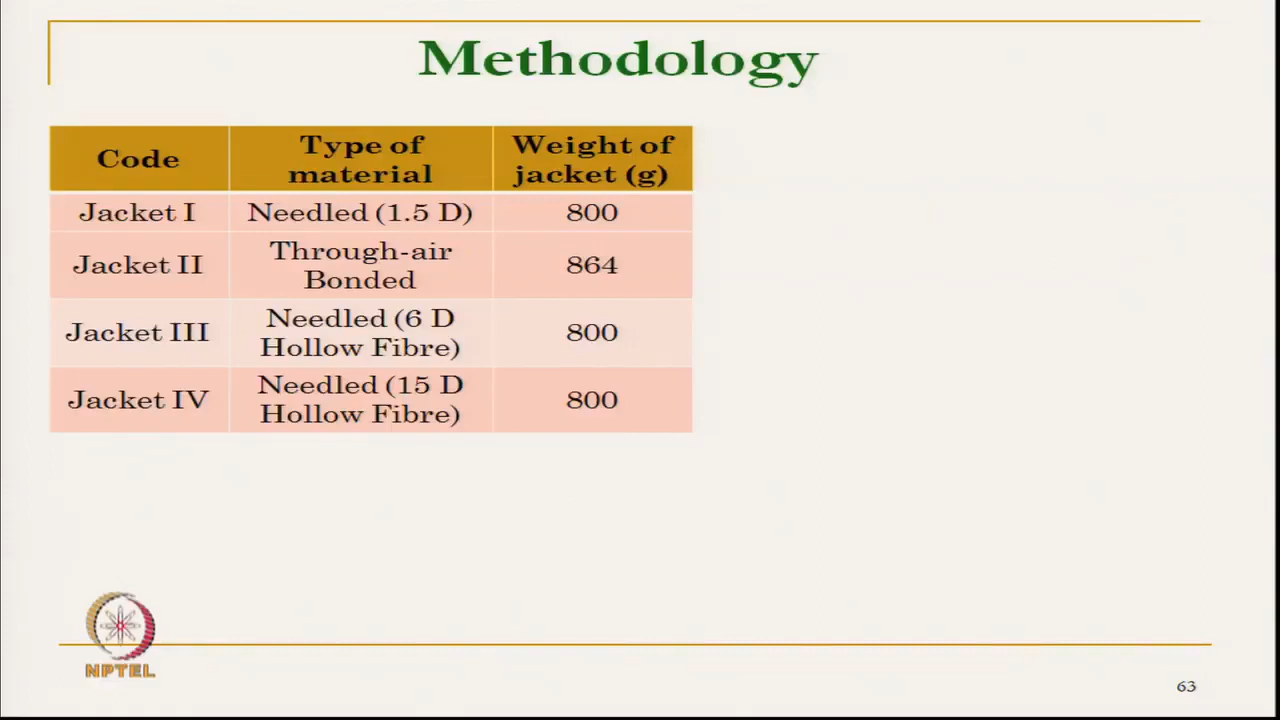 Methodology
Code
Type of
material
Weight of
jacket (g)
Jacket I
Needled (1.5 D)
800
Jacket II
Through-air
Bonded
864
Jacket III
Needled (6 D
Hollow Fibre)
800
Jacket IV
Needled (15 D
Hollow Fibre)
800
NPTEL
63